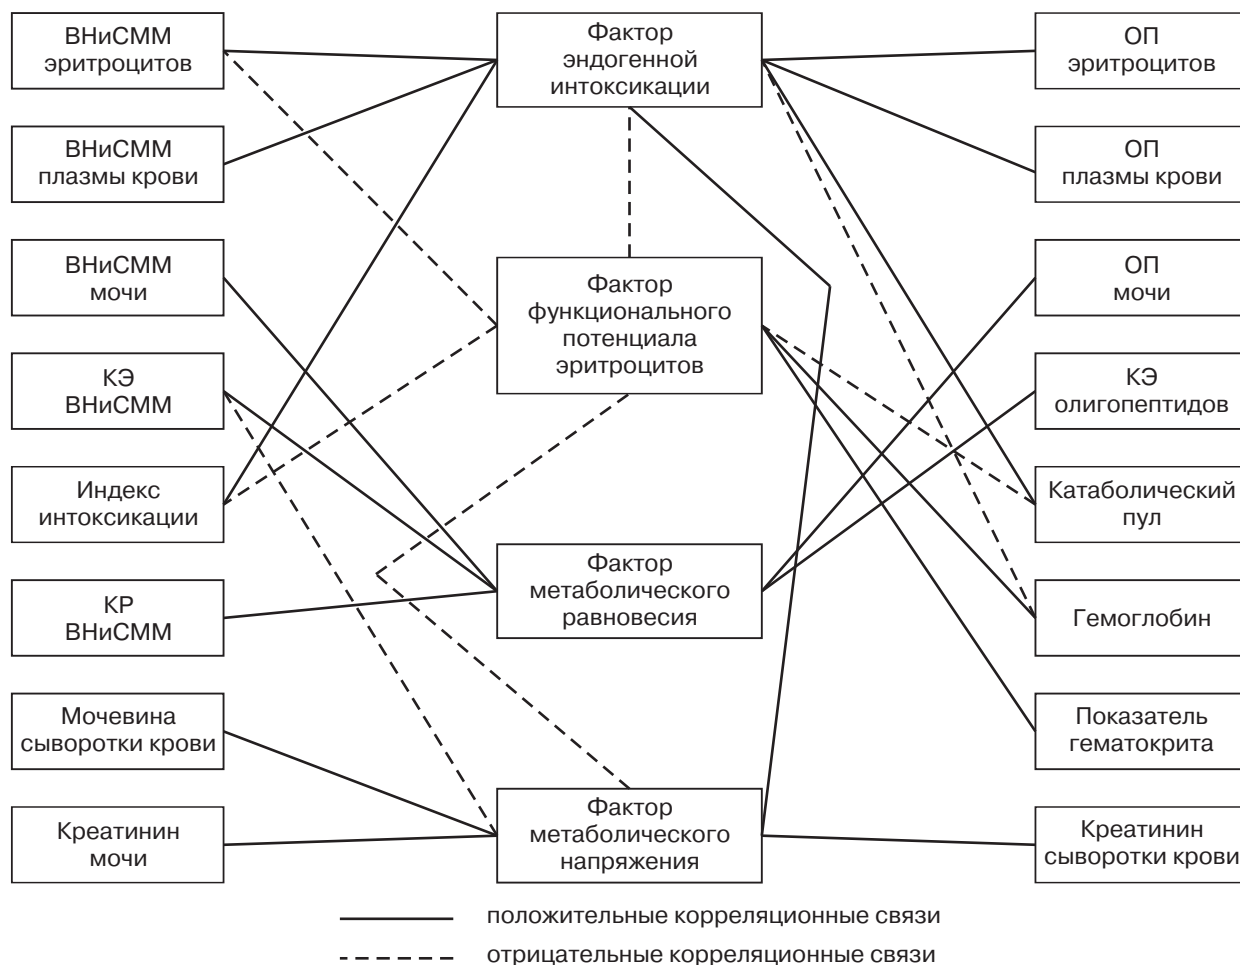 ВНиСММ
эритроцитов
ВНиСММ
плазмы крови
ВНиСММ
мочи
КЭ
ВНиСММ
Индекс
интоксикации
КР
ВНиСММ
Мочевина
сыворотки крови
Креатинин
мочи
Фактор
эндогенной
интоксикации
Фактор
функционального
потенциала
эритроцитов
Фактор
метаболического
равновесия
Фактор
метаболического
напряжения
ОП
эритроцитов
ОП
плазмы крови
ОП
мочи
КЭ
олигопептидов
Катаболический
пул
Гемоглобин
Показатель
гематокрита
Креатинин
сыворотки крови
положительные корреляционные связи
отрицательные корреляционные связи